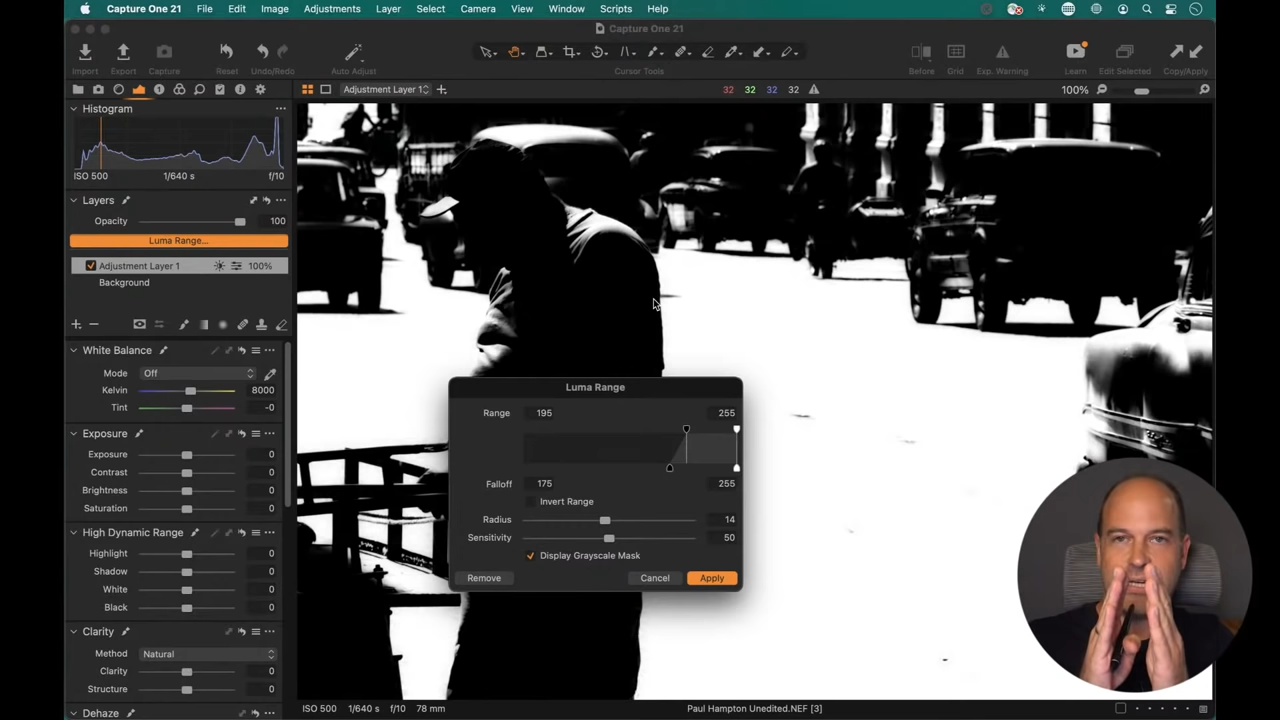 Capture One 21 File Edit Image Adjustments Layer Select Camera View Window Scripts Help
Capture One 21
Import Export Capture Reset Undo/Redo Auto Adjust Cursor Tools Before Grid Exp. Warning Learn Edit Selected Copy/Apply
Adjustment Layer 1 32 32 32 32 100%
Histogram
ISO 500 1/640 s f/10
Layers
Opacity 100
Luma Range...
Adjustment Layer 1 100%
Background
White Balance
Mode Off
Kelvin 8000
Tint -0
Exposure
Exposure 0
Contrast 0
Brightness 0
Saturation 0
High Dynamic Range
Highlight 0
Shadow 0
White 0
Black 0
Clarity
Method Natural
Clarity 0
Structure 0
Dehaze
Luma Range
Range 195 255
Falloff 175 255
Invert Range
Radius 14
Sensitivity 50
Display Grayscale Mask
Remove Cancel Apply
ISO 500 1/640 s f/10 78 mm Paul Hampton Unedited.NEF [3]